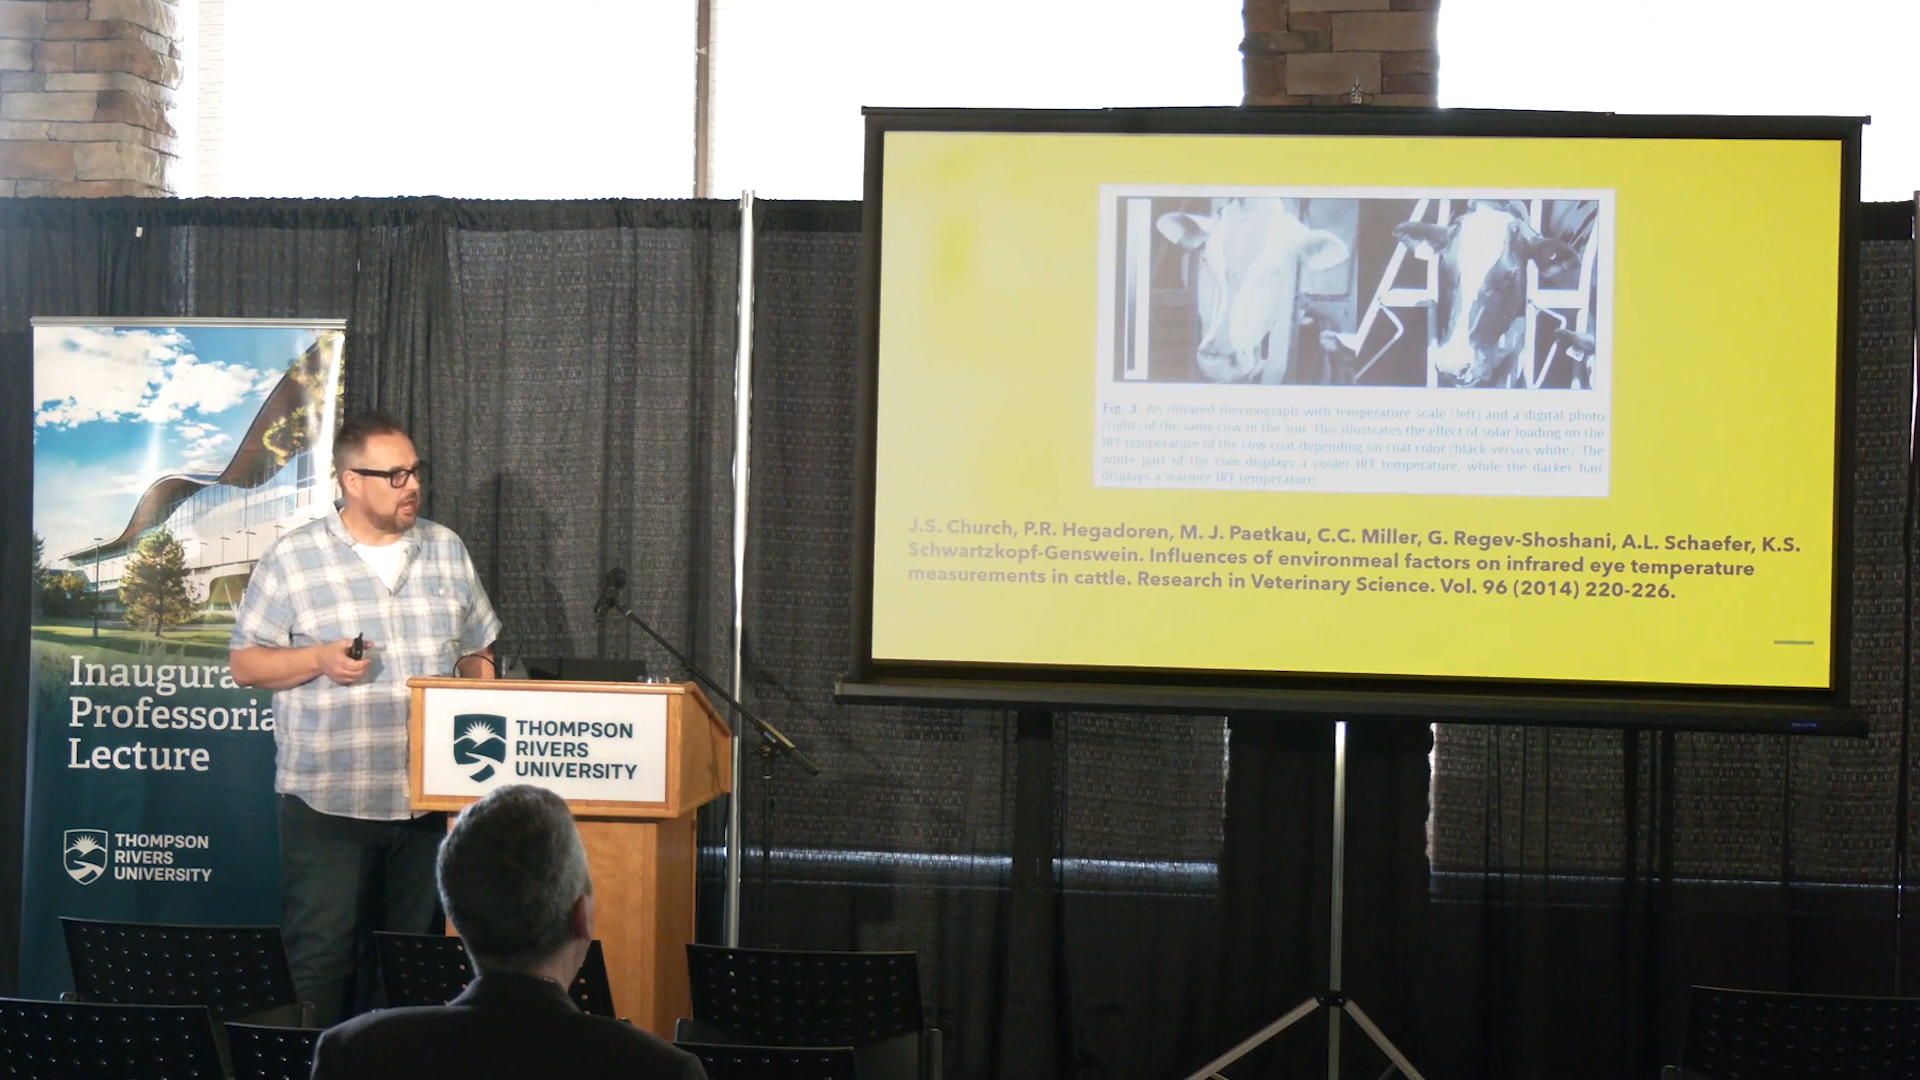 Fig. 3. An infrared thermograph with temperature scale (left) and a digital photo
(right) of the same cow in the sun. This illustrates the effect of solar loading on the
IRT temperature of the cow coat depending on coat color (black versus white). The
white part of the cow displays a cooler IRT temperature, while the darker hair
displays a warmer IRT temperature.
J.S. Church, P.R. Hegadoren, M. J. Paetkau, C.C. Miller, G. Regev-Shoshani, A.L. Schaefer, K.S.
Schwartzkopf-Genswein. Influences of environmeal factors on infrared eye temperature
measurements in cattle. Research in Veterinary Science. Vol. 96 (2014) 220-226.
Inaugura
Professoria
Lecture
THOMPSON
RIVERS
UNIVERSITY
THOMPSON
RIVERS
UNIVERSITY